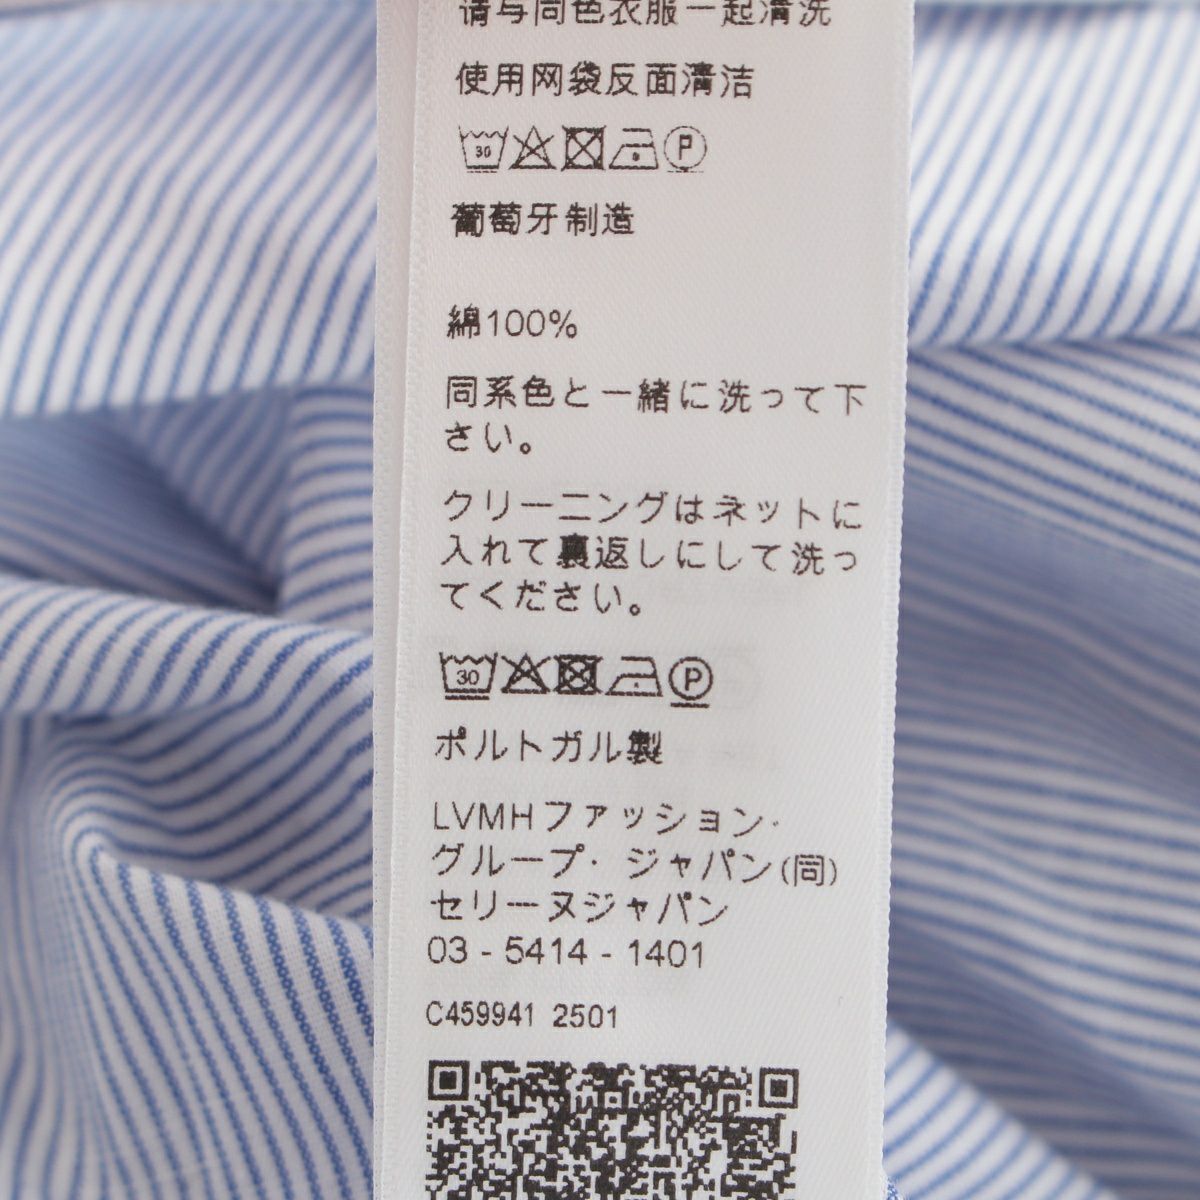 请与同色衣服一起清洗
使用网袋反面清洁
30 P
葡萄牙制造
綿100%
同系色と一緒に洗って下
さい。
クリーニングはネットに
入れて裏返しにして洗っ
てください。
30 P
ポルトガル製
LVMHファッション・
グループ・ジャパン(同)
セリーヌジャパン
03 - 5414 - 1401
C459941 2501